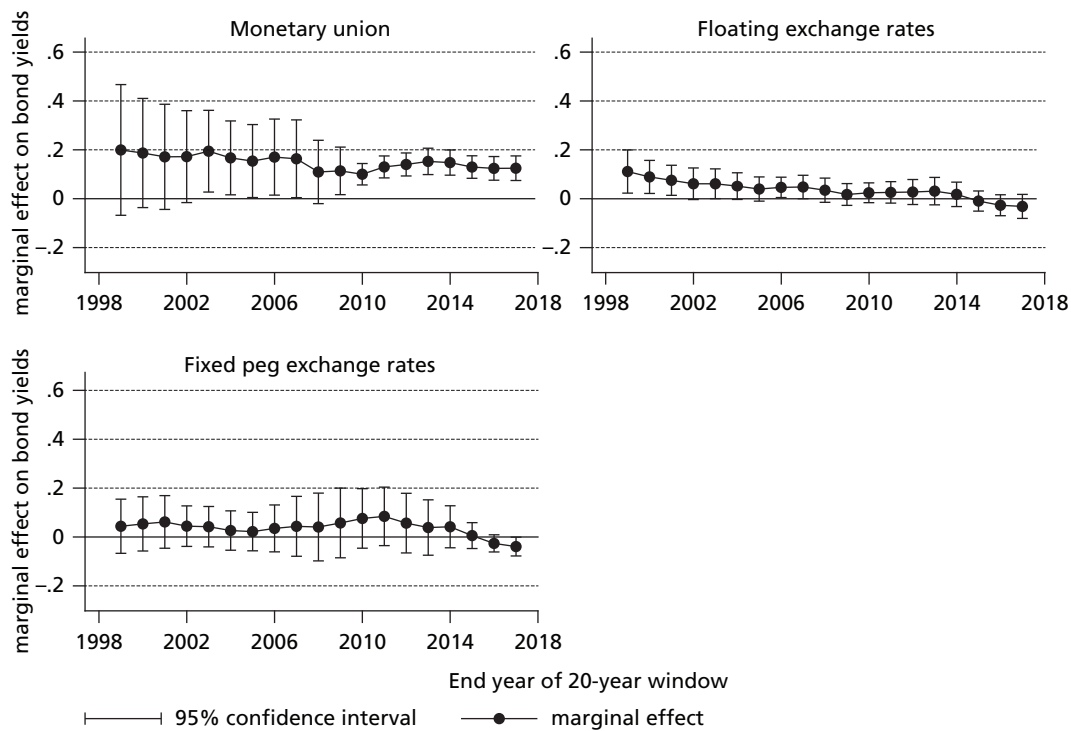 Monetary union
marginal effect on bond yields
.6
.4
.2
0
–.2
1998 2002 2006 2010 2014 2018
Floating exchange rates
.6
.4
.2
0
–.2
1998 2002 2006 2010 2014 2018
Fixed peg exchange rates
marginal effect on bond yields
.6
.4
.2
0
–.2
1998 2002 2006 2010 2014 2018
End year of 20-year window
95% confidence interval marginal effect